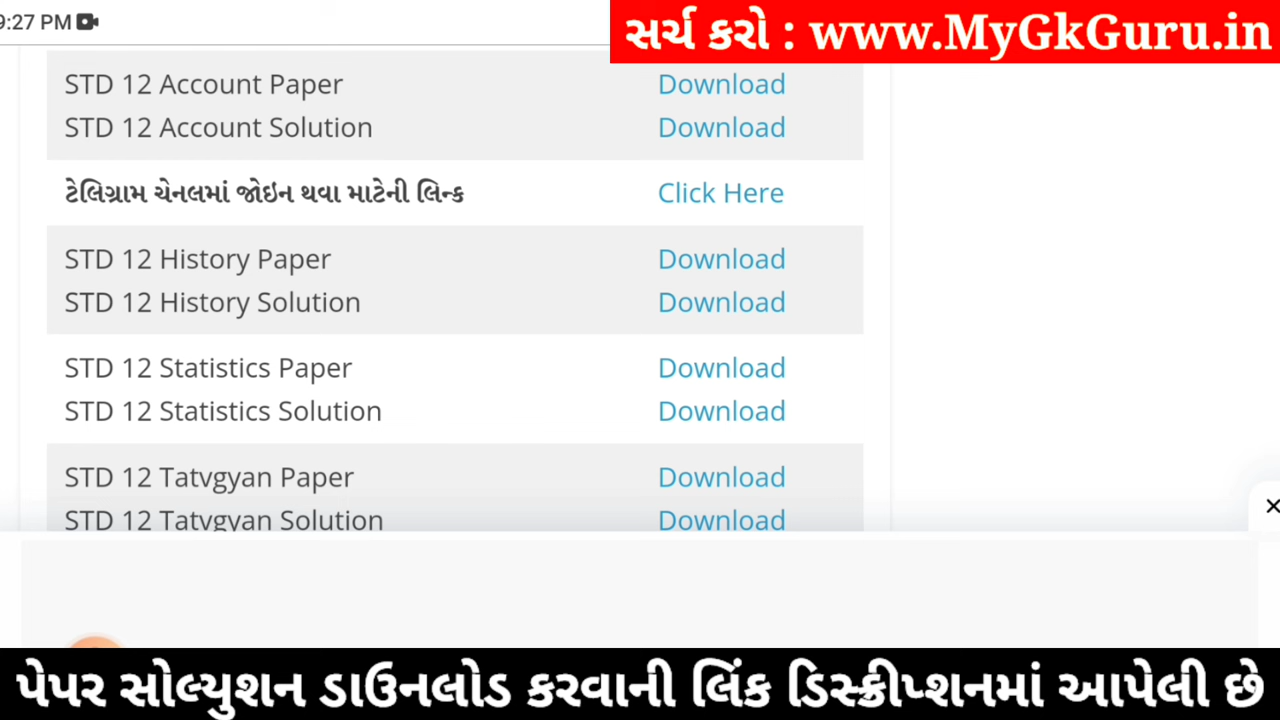 9:27 PM
સર્ચ કરો : www.MyGkGuru.in
STD 12 Account Paper Download
STD 12 Account Solution Download
ટેલિગ્રામ ચેનલમાં જોઇન થવા માટેની લિન્ક Click Here
STD 12 History Paper Download
STD 12 History Solution Download
STD 12 Statistics Paper Download
STD 12 Statistics Solution Download
STD 12 Tatvgyan Paper Download
STD 12 Tatvgyan Solution Download
પેપર સોલ્યુશન ડાઉનલોડ કરવાની લિંક ડિસ્ક્રીપ્શનમાં આપેલી છે